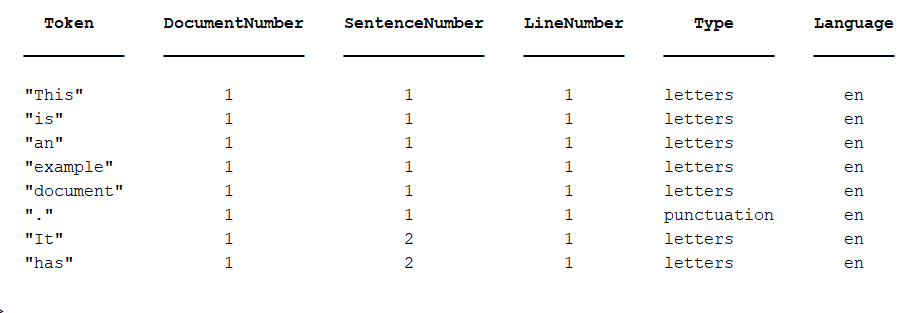 Token DocumentNumber SentenceNumber LineNumber Type Language
"This" 1 1 1 letters en
"is" 1 1 1 letters en
"an" 1 1 1 letters en
"example" 1 1 1 letters en
"document" 1 1 1 letters en
"." 1 1 1 punctuation en
"It" 1 2 1 letters en
"has" 1 2 1 letters en